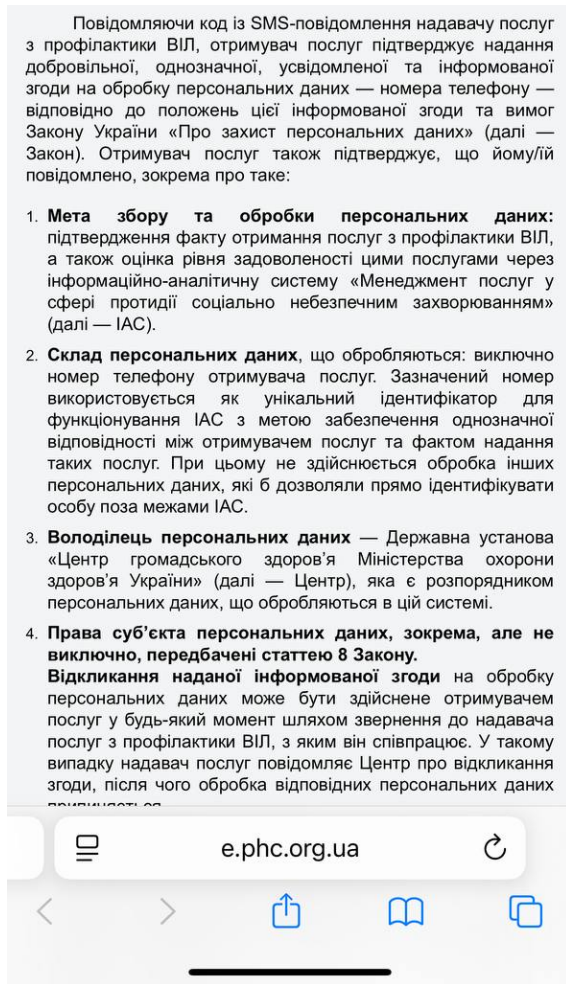 Повідомляючи код із SMS-повідомлення надавачу послуг
з профілактики ВІЛ, отримувач послуг підтверджує надання
добровільної, однозначної, усвідомленої та інформованої
згоди на обробку персональних даних — номера телефону —
відповідно до положень цієї інформованої згоди та вимог
Закону України «Про захист персональних даних» (далі —
Закон). Отримувач послуг також підтверджує, що йому/їй
повідомлено, зокрема про таке:
1. Мета збору та обробки персональних даних:
підтвердження факту отримання послуг з профілактики ВІЛ,
а також оцінка рівня задоволеності цими послугами через
інформаційно-аналітичну систему «Менеджмент послуг у
сфері протидії соціально небезпечним захворюванням»
(далі — ІАС).
2. Склад персональних даних, що обробляються: виключно
номер телефону отримувача послуг. Зазначений номер
використовується як унікальний ідентифікатор для
функціонування ІАС з метою забезпечення однозначної
відповідності між отримувачем послуг та фактом надання
таких послуг. При цьому не здійснюється обробка інших
персональних даних, які б дозволяли прямо ідентифікувати
особу поза межами ІАС.
3. Володілець персональних даних — Державна установа
«Центр громадського здоров’я Міністерства охорони
здоров’я України» (далі — Центр), яка є розпорядником
персональних даних, що обробляються в цій системі.
4. Права суб’єкта персональних даних, зокрема, але не
виключно, передбачені статтею 8 Закону.
Відкликання наданої інформованої згоди на обробку
персональних даних може бути здійснене отримувачем
послуг у будь-який момент шляхом звернення до надавача
послуг з профілактики ВІЛ, з яким він співпрацює. У такому
випадку надавач послуг повідомляє Центр про відкликання
згоди, після чого обробка відповідних персональних даних
припиняється.
e.phc.org.ua